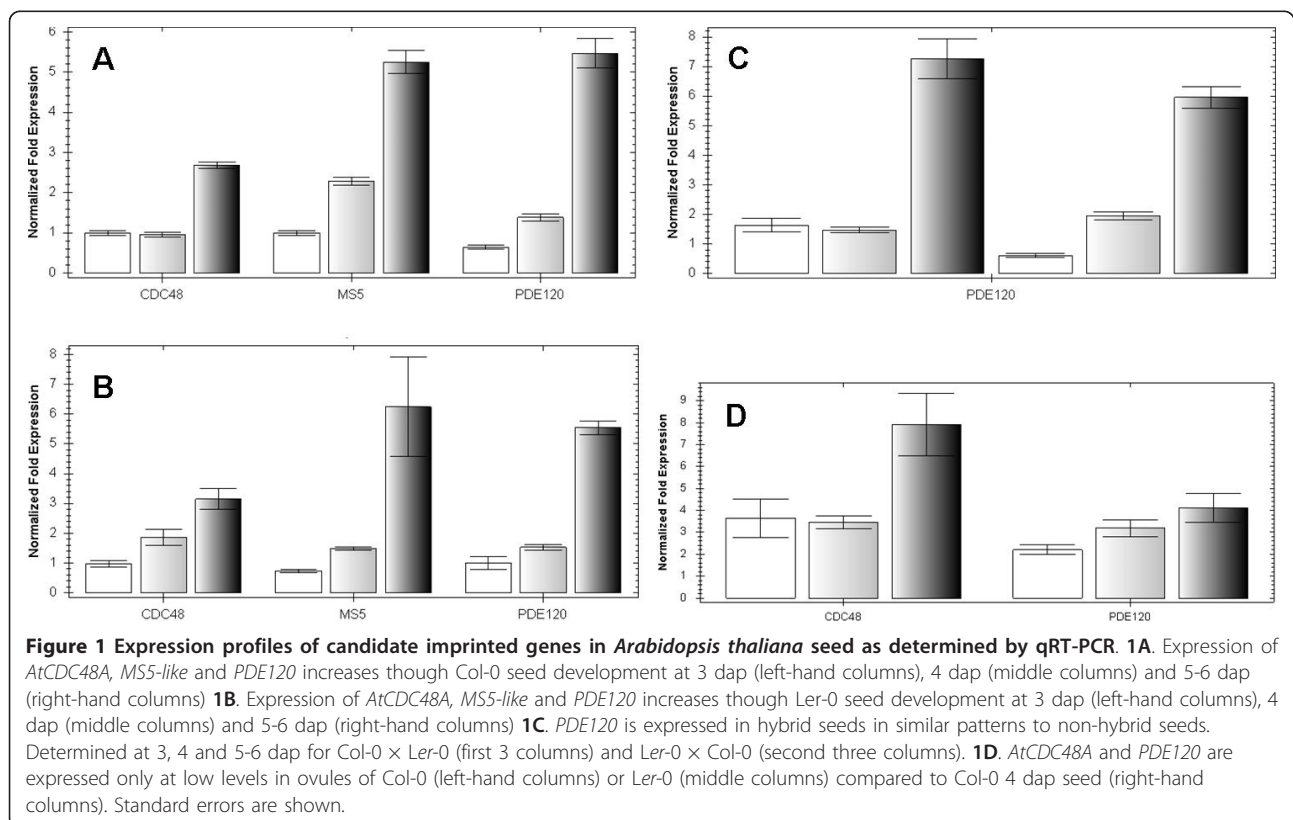 A
Normalized Fold Expression
6
5
4
3
2
1
0
CDC48 MS5 PDE120
C
Normalized Fold Expression
8
7
6
5
4
3
2
1
0
PDE120
B
Normalized Fold Expression
8
7
6
5
4
3
2
1
0
CDC48 MS5 PDE120
D
Normalized Fold Expression
9
8
7
6
5
4
3
2
1
0
CDC48 PDE120
Figure 1 Expression profiles of candidate imprinted genes in Arabidopsis thaliana seed as determined by qRT-PCR. 1A. Expression of
AtCDC48A, MS5-like and PDE120 increases though Col-0 seed development at 3 dap (left-hand columns), 4 dap (middle columns) and 5-6 dap
(right-hand columns) 1B. Expression of AtCDC48A, MS5-like and PDE120 increases though Ler-0 seed development at 3 dap (left-hand columns), 4
dap (middle columns) and 5-6 dap (right-hand columns) 1C. PDE120 is expressed in hybrid seeds in similar patterns to non-hybrid seeds.
Determined at 3, 4 and 5-6 dap for Col-0 × Ler-0 (first 3 columns) and Ler-0 × Col-0 (second three columns). 1D. AtCDC48A and PDE120 are
expressed only at low levels in ovules of Col-0 (left-hand columns) or Ler-0 (middle columns) compared to Col-0 4 dap seed (right-hand
columns). Standard errors are shown.